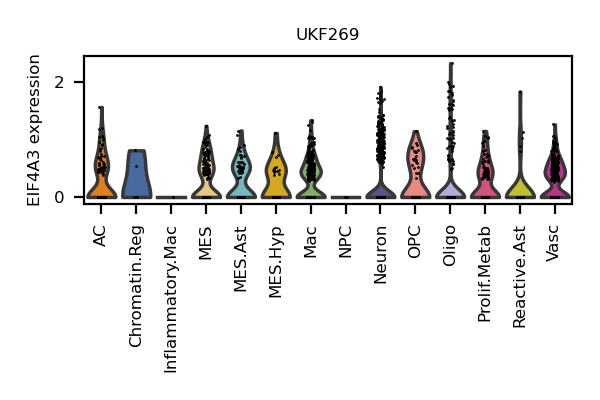 UKF269
EIF4A3 expression
2
0
AC
Chromatin.Reg
Inflammatory.Mac
MES
MES.Ast
MES.Hyp
Mac
NPC
Neuron
OPC
Oligo
Prolif.Metab
Reactive.Ast
Vasc